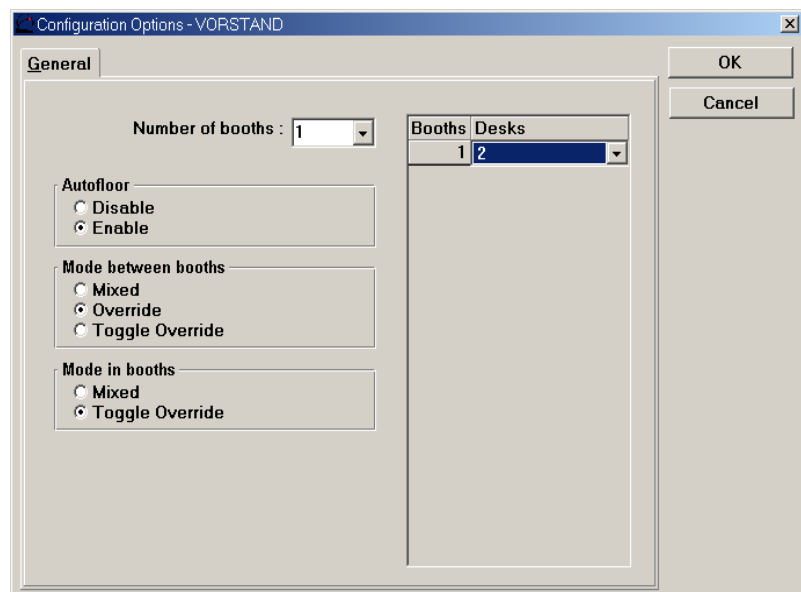 Configuration Options - VORSTAND
General
OK
Cancel
Number of booths : 1
Booths Desks
1 2
Autofloor
Disable
Enable
Mode between booths
Mixed
Override
Toggle Override
Mode in booths
Mixed
Toggle Override